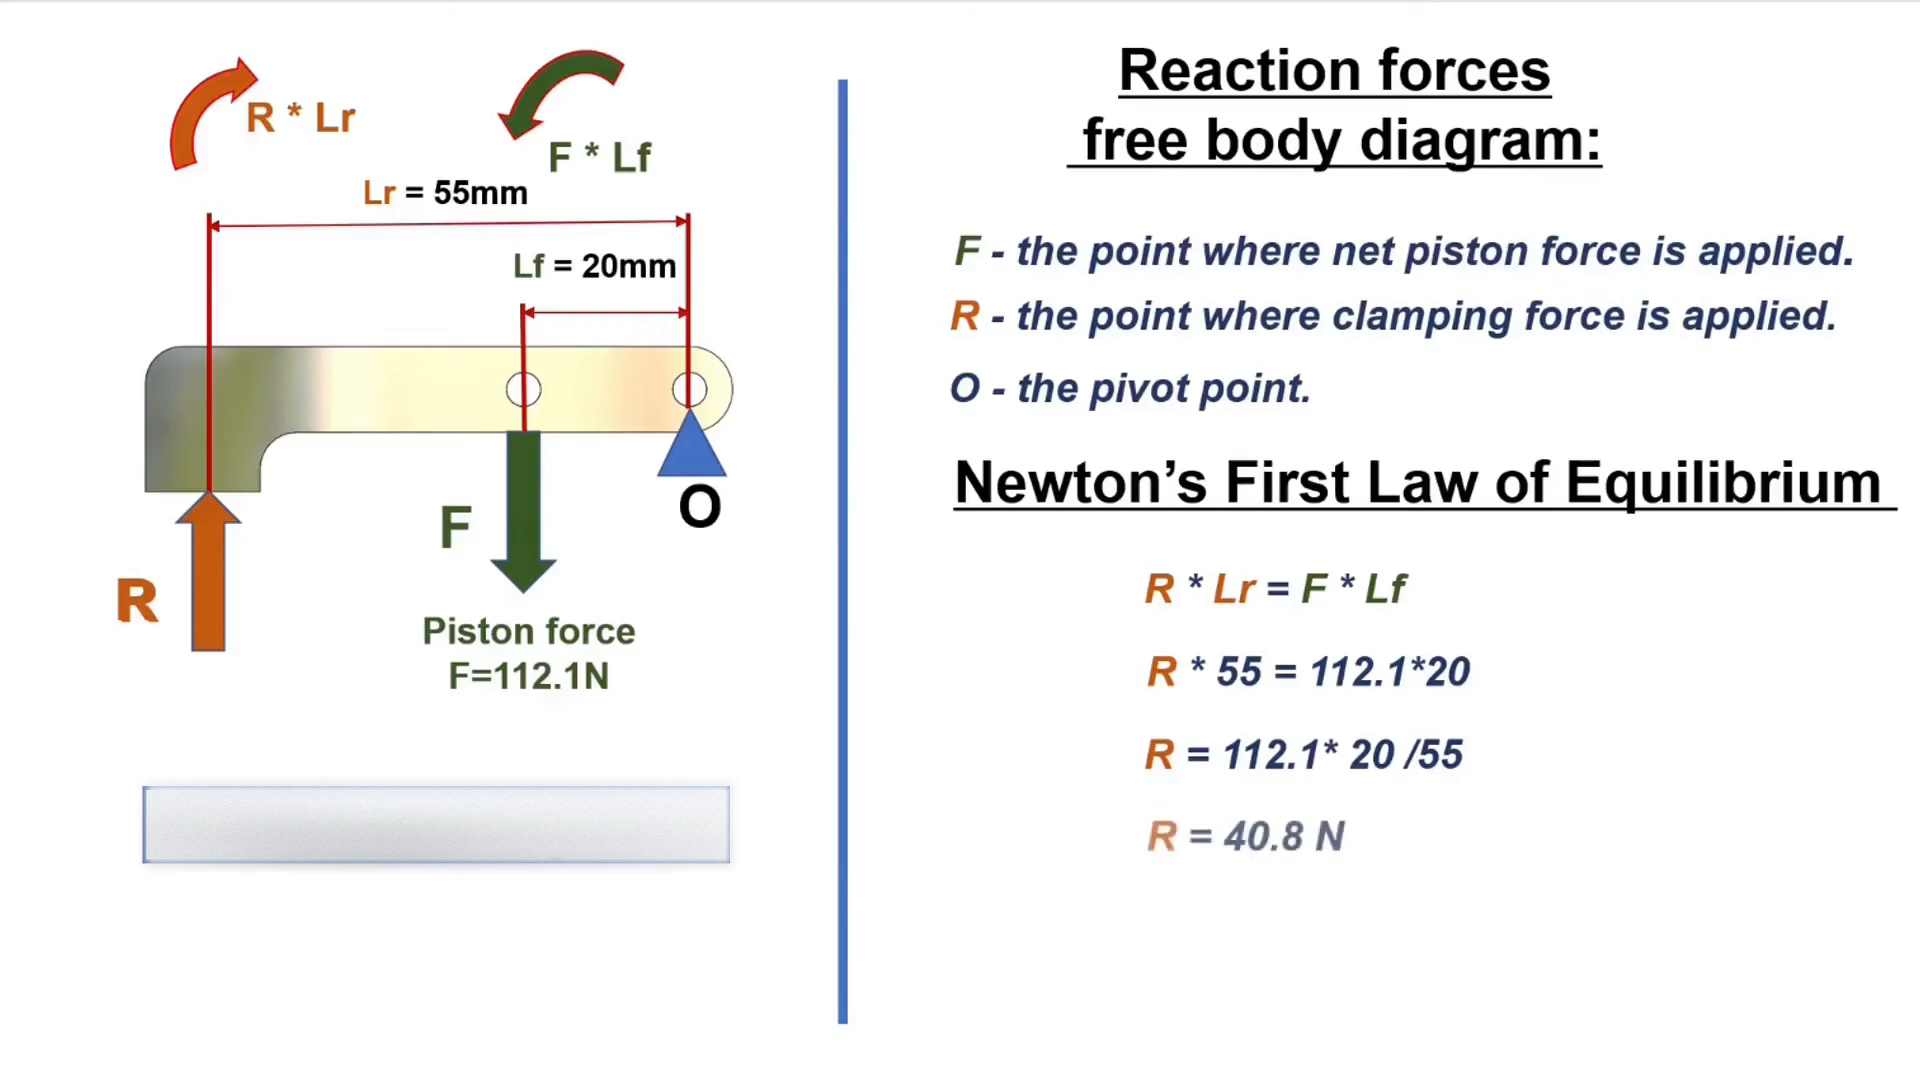 R * Lr
F * Lf
Lr = 55mm
Lf = 20mm
F
O
R
Piston force
F=112.1N
Reaction forces
free body diagram:
F - the point where net piston force is applied.
R - the point where clamping force is applied.
O - the pivot point.
Newton’s First Law of Equilibrium
R * Lr = F * Lf
R * 55 = 112.1*20
R = 112.1* 20 /55
R = 40.8 N